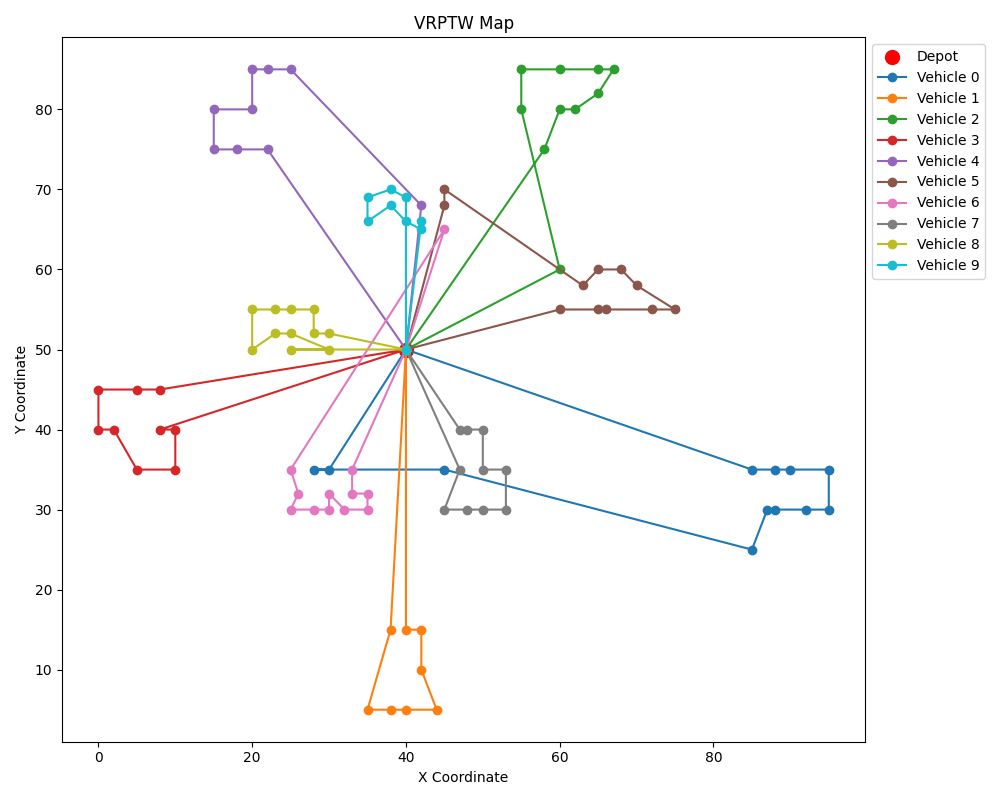 VRPTW Map
Depot
Vehicle 0
Vehicle 1
Vehicle 2
Vehicle 3
Vehicle 4
Vehicle 5
Vehicle 6
Vehicle 7
Vehicle 8
Vehicle 9
Y Coordinate
80
70
60
50
40
30
20
10
0 20 40 60 80
X Coordinate